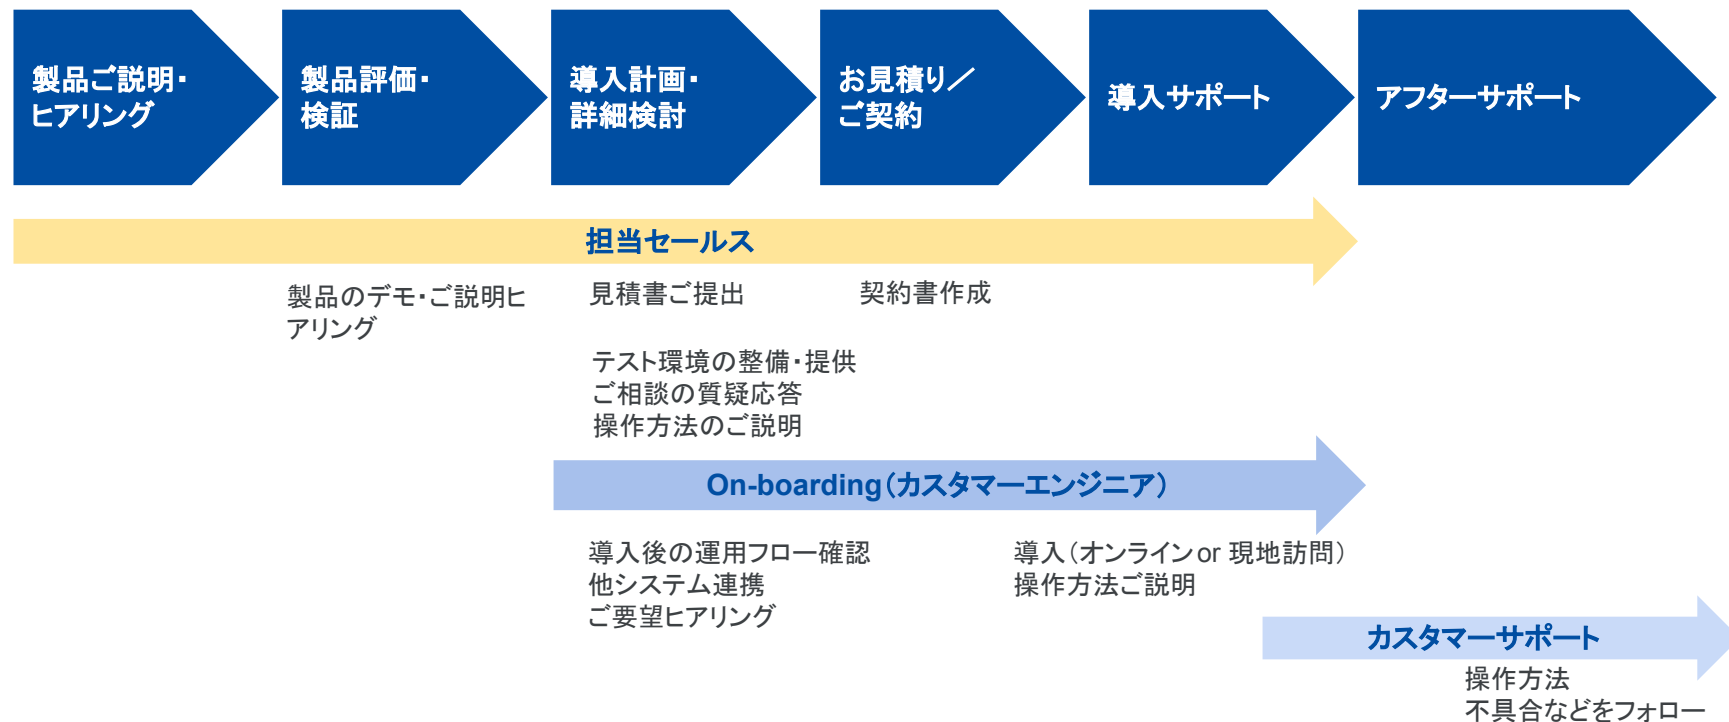 製品ご説明・
ヒアリング
製品評価・
検証
導入計画・
詳細検討
お見積り／
ご契約
導入サポート
アフターサポート
担当セールス
製品のデモ・ご説明ヒ
アリング
見積書ご提出
契約書作成
テスト環境の整備・提供
ご相談の質疑応答
操作方法のご説明
On-boarding（カスタマーエンジニア）
導入後の運用フロー確認
他システム連携
ご要望ヒアリング
導入（オンライン or 現地訪問）
操作方法ご説明
カスタマーサポート
操作方法
不具合などをフォロー